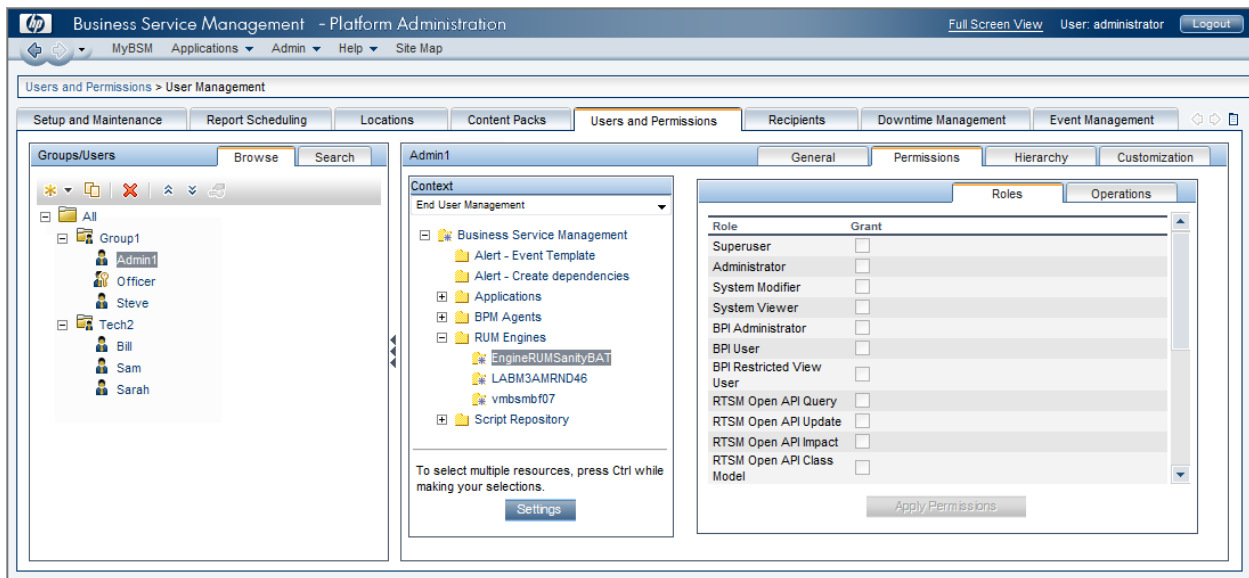 hp Business Service Management - Platform Administration Full Screen View User: administrator Logout
MyBSM Applications Admin Help Site Map
Users and Permissions > User Management
Setup and Maintenance Report Scheduling Locations Content Packs Users and Permissions Recipients Downtime Management Event Management
Groups/Users Browse Search
All
Group1
Admin1
Officer
Steve
Tech2
Bill
Sam
Sarah
Admin1 General Permissions Hierarchy Customization
Context
End User Management
Business Service Management
Alert - Event Template
Alert - Create dependencies
Applications
BPM Agents
RUM Engines
EngineRUMSanityBAT
LABM3AMRND46
vmbsmbf07
Script Repository
To select multiple resources, press Ctrl while
making your selections.
Settings
Roles Operations
Role Grant
Superuser
Administrator
System Modifier
System Viewer
BPI Administrator
BPI User
BPI Restricted View
User
RTSM Open API Query
RTSM Open API Update
RTSM Open API Impact
RTSM Open API Class
Model
Apply Permissions